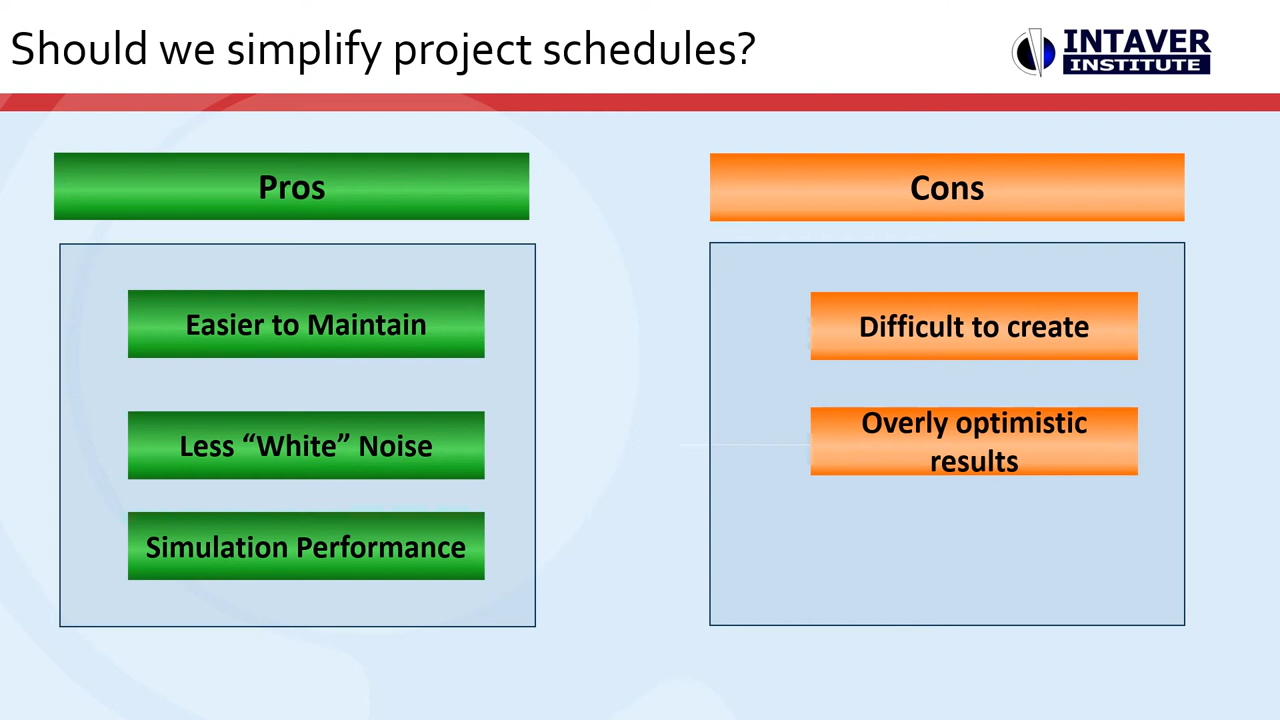 Should we simplify project schedules?
INTAVER
INSTITUTE
Pros
Easier to Maintain
Less “White” Noise
Simulation Performance
Cons
Difficult to create
Overly optimistic
results